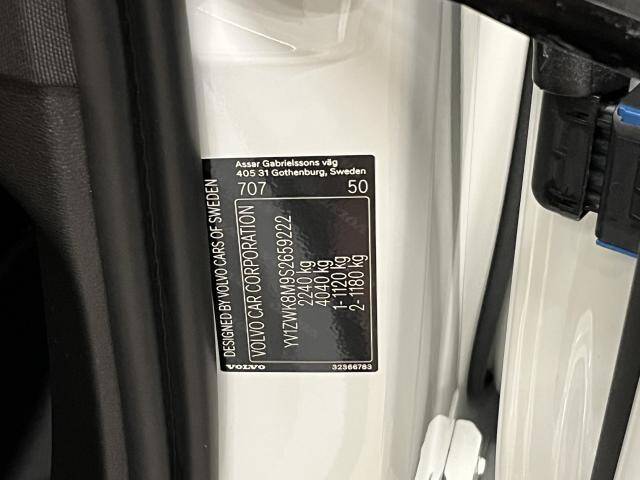 Assar Gabrielssons väg
405 31 Gothenburg, Sweden
707 50
DESIGNED BY VOLVO CARS OF SWEDEN
VOLVO CAR CORPORATION
YV1ZWK8M9S2659222
2240 kg
4040 kg
1- 1120 kg
2- 1180 kg
VOLVO 32366783